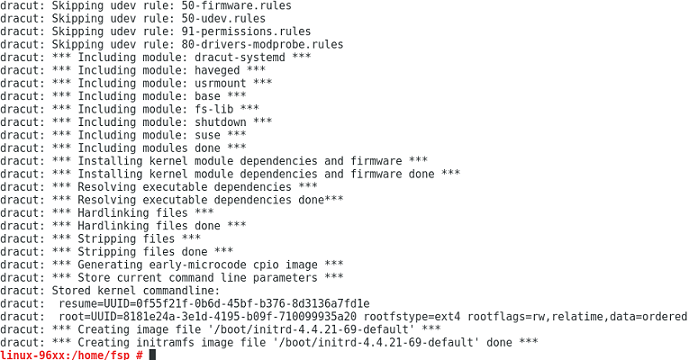 dracut: Skipping udev rule: 50-firmware.rules
dracut: Skipping udev rule: 50-udev.rules
dracut: Skipping udev rule: 91-permissions.rules
dracut: Skipping udev rule: 80-drivers-modprobe.rules
dracut: *** Including module: dracut-systemd ***
dracut: *** Including module: haveged ***
dracut: *** Including module: usrmount ***
dracut: *** Including module: base ***
dracut: *** Including module: fs-lib ***
dracut: *** Including module: shutdown ***
dracut: *** Including module: suse ***
dracut: *** Including modules done ***
dracut: *** Installing kernel module dependencies and firmware ***
dracut: *** Installing kernel module dependencies and firmware done ***
dracut: *** Resolving executable dependencies ***
dracut: *** Resolving executable dependencies done***
dracut: *** Hardlinking files ***
dracut: *** Hardlinking files done ***
dracut: *** Stripping files ***
dracut: *** Stripping files done ***
dracut: *** Generating early-microcode cpio image ***
dracut: *** Store current command line parameters ***
dracut: Stored kernel commandline:
dracut:  resume=UUID=0f55f21f-0b6d-45bf-b376-8d3136a7fd1e
dracut:  root=UUID=8181e24a-3e1d-4195-b09f-710099935a20 rootfstype=ext4 rootflags=rw,relatime,data=ordered
dracut: *** Creating image file '/boot/initrd-4.4.21-69-default' ***
dracut: *** Creating initramfs image file '/boot/initrd-4.4.21-69-default' done ***
linux-96xx:/home/fsp #